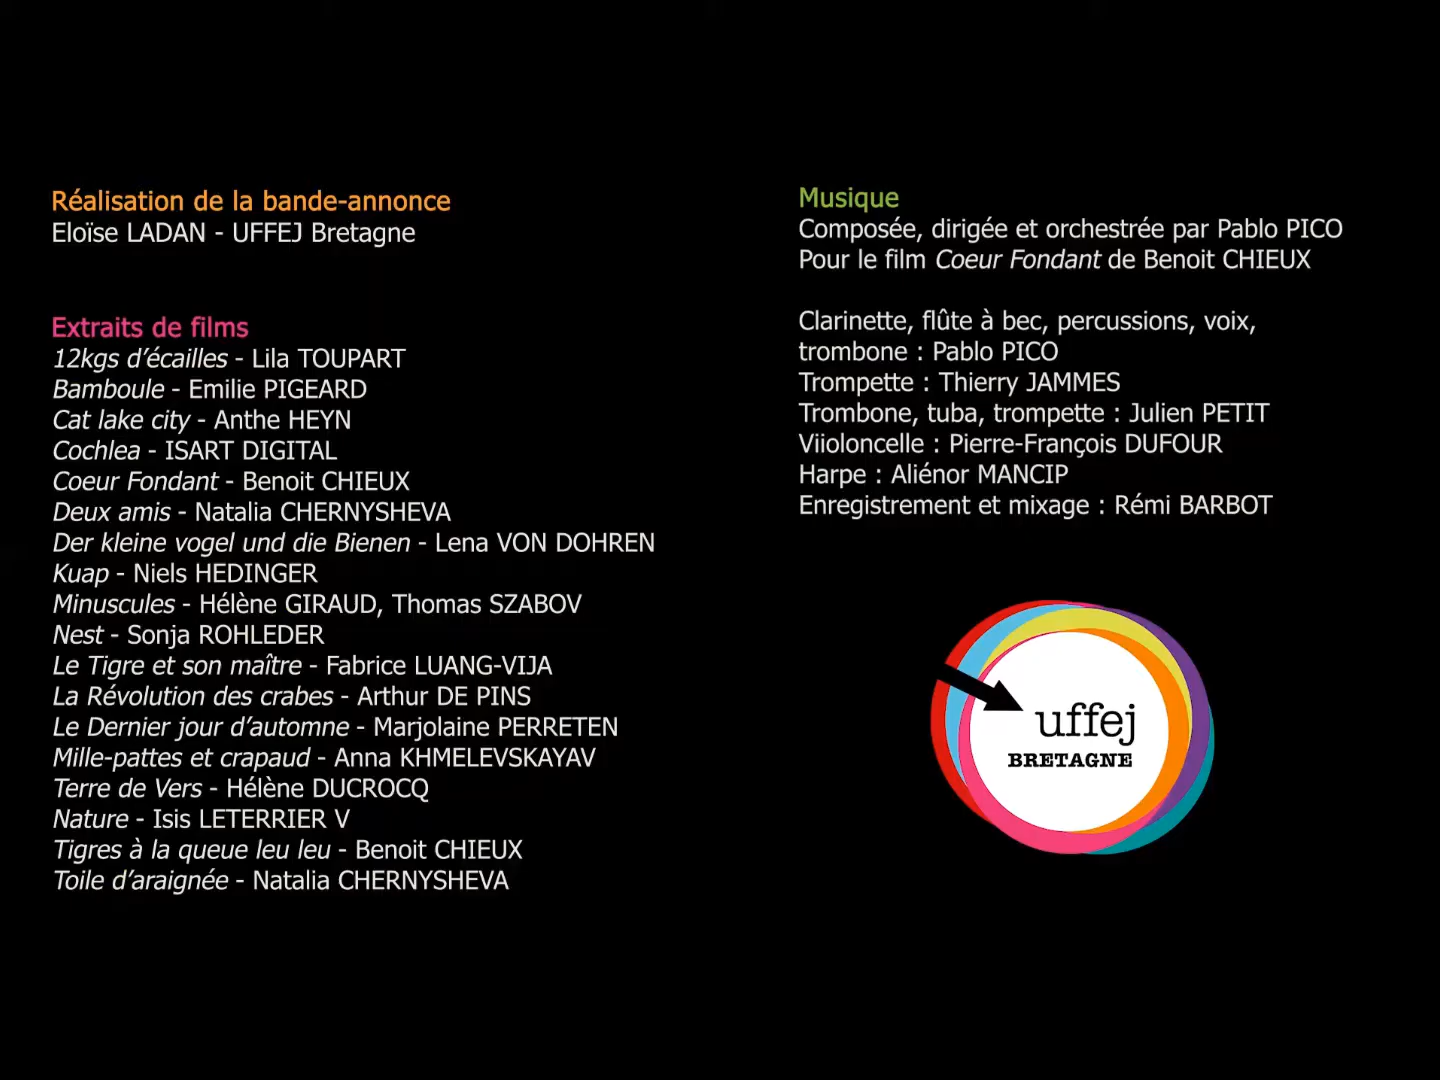 Réalisation de la bande-annonce
Eloïse LADAN - UFFEJ Bretagne
Extraits de films
12kgs d'écailles - Lila TOUPART
Bamboule - Emilie PIGEARD
Cat lake city - Anthe HEYN
Cochlea - ISART DIGITAL
Coeur Fondant - Benoit CHIEUX
Deux amis - Natalia CHERNYSHEVA
Der kleine vogel und die Bienen - Lena VON DOHREN
Kuap - Niels HEDINGER
Minuscules - Hélène GIRAUD, Thomas SZABOV
Nest - Sonja ROHLEDER
Le Tigre et son maître - Fabrice LUANG-VIJA
La Révolution des crabes - Arthur DE PINS
Le Dernier jour d'automne - Marjolaine PERRETEN
Mille-pattes et crapaud - Anna KHMELEVSKAYAV
Terre de Vers - Hélène DUCROCQ
Nature - Isis LETERRIER V
Tigres à la queue leu leu - Benoit CHIEUX
Toile d'araignée - Natalia CHERNYSHEVA
Musique
Composée, dirigée et orchestrée par Pablo PICO
Pour le film Coeur Fondant de Benoit CHIEUX
Clarinette, flûte à bec, percussions, voix,
trombone : Pablo PICO
Trompette : Thierry JAMMES
Trombone, tuba, trompette : Julien PETIT
Viioloncelle : Pierre-François DUFOUR
Harpe : Aliénor MANCIP
Enregistrement et mixage : Rémi BARBOT
uffej
BRETAGNE